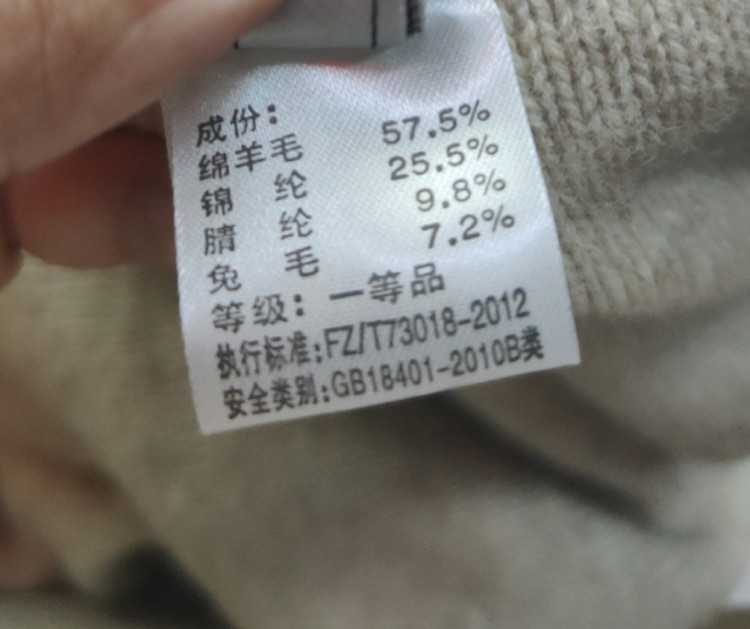 成份:
绵羊毛 57.5%
锦 纶 25.5%
腈 纶 9.8%
兔 毛 7.2%
等级: 一等品
执行标准:FZ/T73018-2012
安全类别:GB18401-2010B类